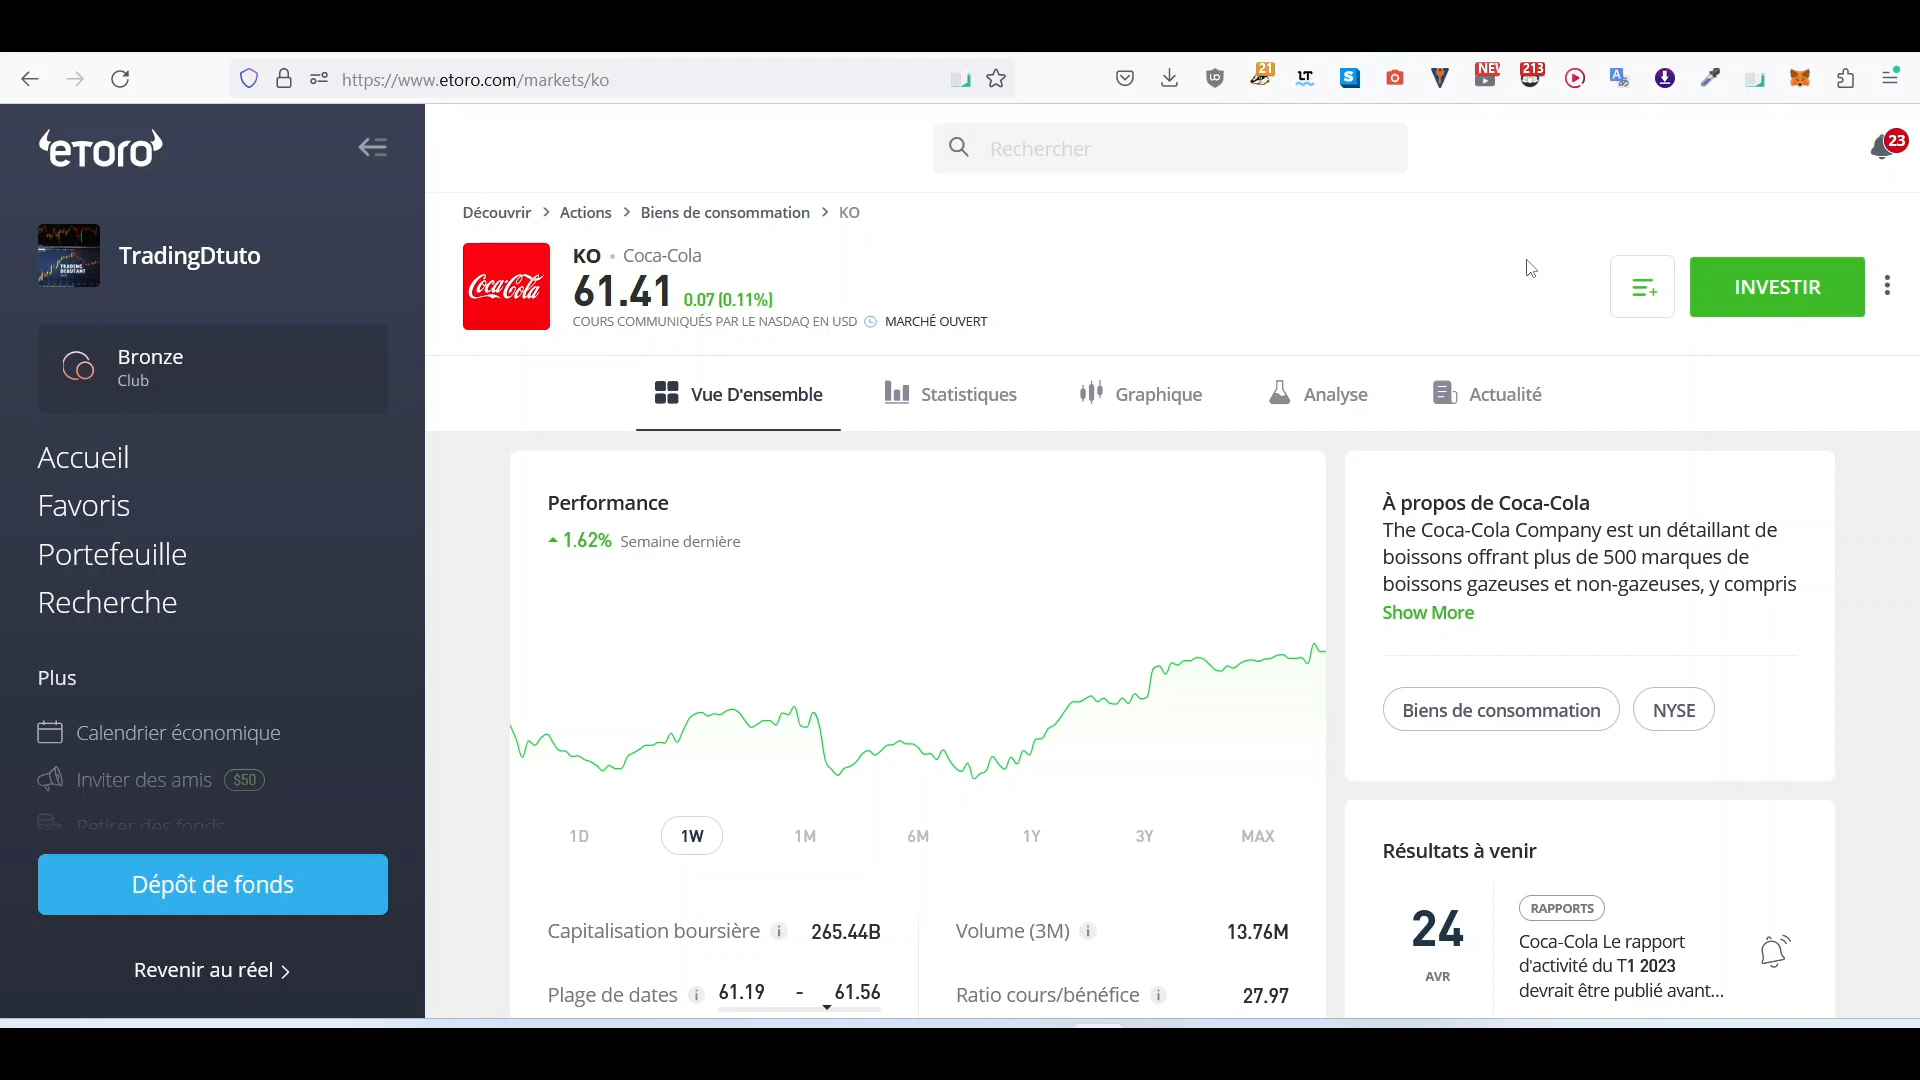 https://www.etoro.com/markets/ko
21
NEW
213
eTORO
Rechercher
23
TradingDtuto
Bronze
Club
Accueil
Favoris
Portefeuille
Recherche
Plus
Calendrier économique
Inviter des amis $50
Retirer des fonds
Dépôt de fonds
Revenir au réel >
Découvrir > Actions > Biens de consommation > KO
Coca-Cola
KO • Coca-Cola
61.41 0.07 (0.11%)
COURS COMMUNIQUÉS PAR LE NASDAQ EN USD MARCHÉ OUVERT
INVESTIR
Vue D'ensemble Statistiques Graphique Analyse Actualité
Performance
1.62% Semaine dernière
1D 1W 1M 6M 1Y 3Y MAX
Capitalisation boursière 265.44B
Plage de dates 61.19 - 61.56
Volume (3M) 13.76M
Ratio cours/bénéfice 27.97
À propos de Coca-Cola
The Coca-Cola Company est un détaillant de
boissons offrant plus de 500 marques de
boissons gazeuses et non-gazeuses, y compris
Show More
Biens de consommation NYSE
Résultats à venir
24
AVR
RAPPORTS
Coca-Cola Le rapport
d'activité du T1 2023
devrait être publié avant...